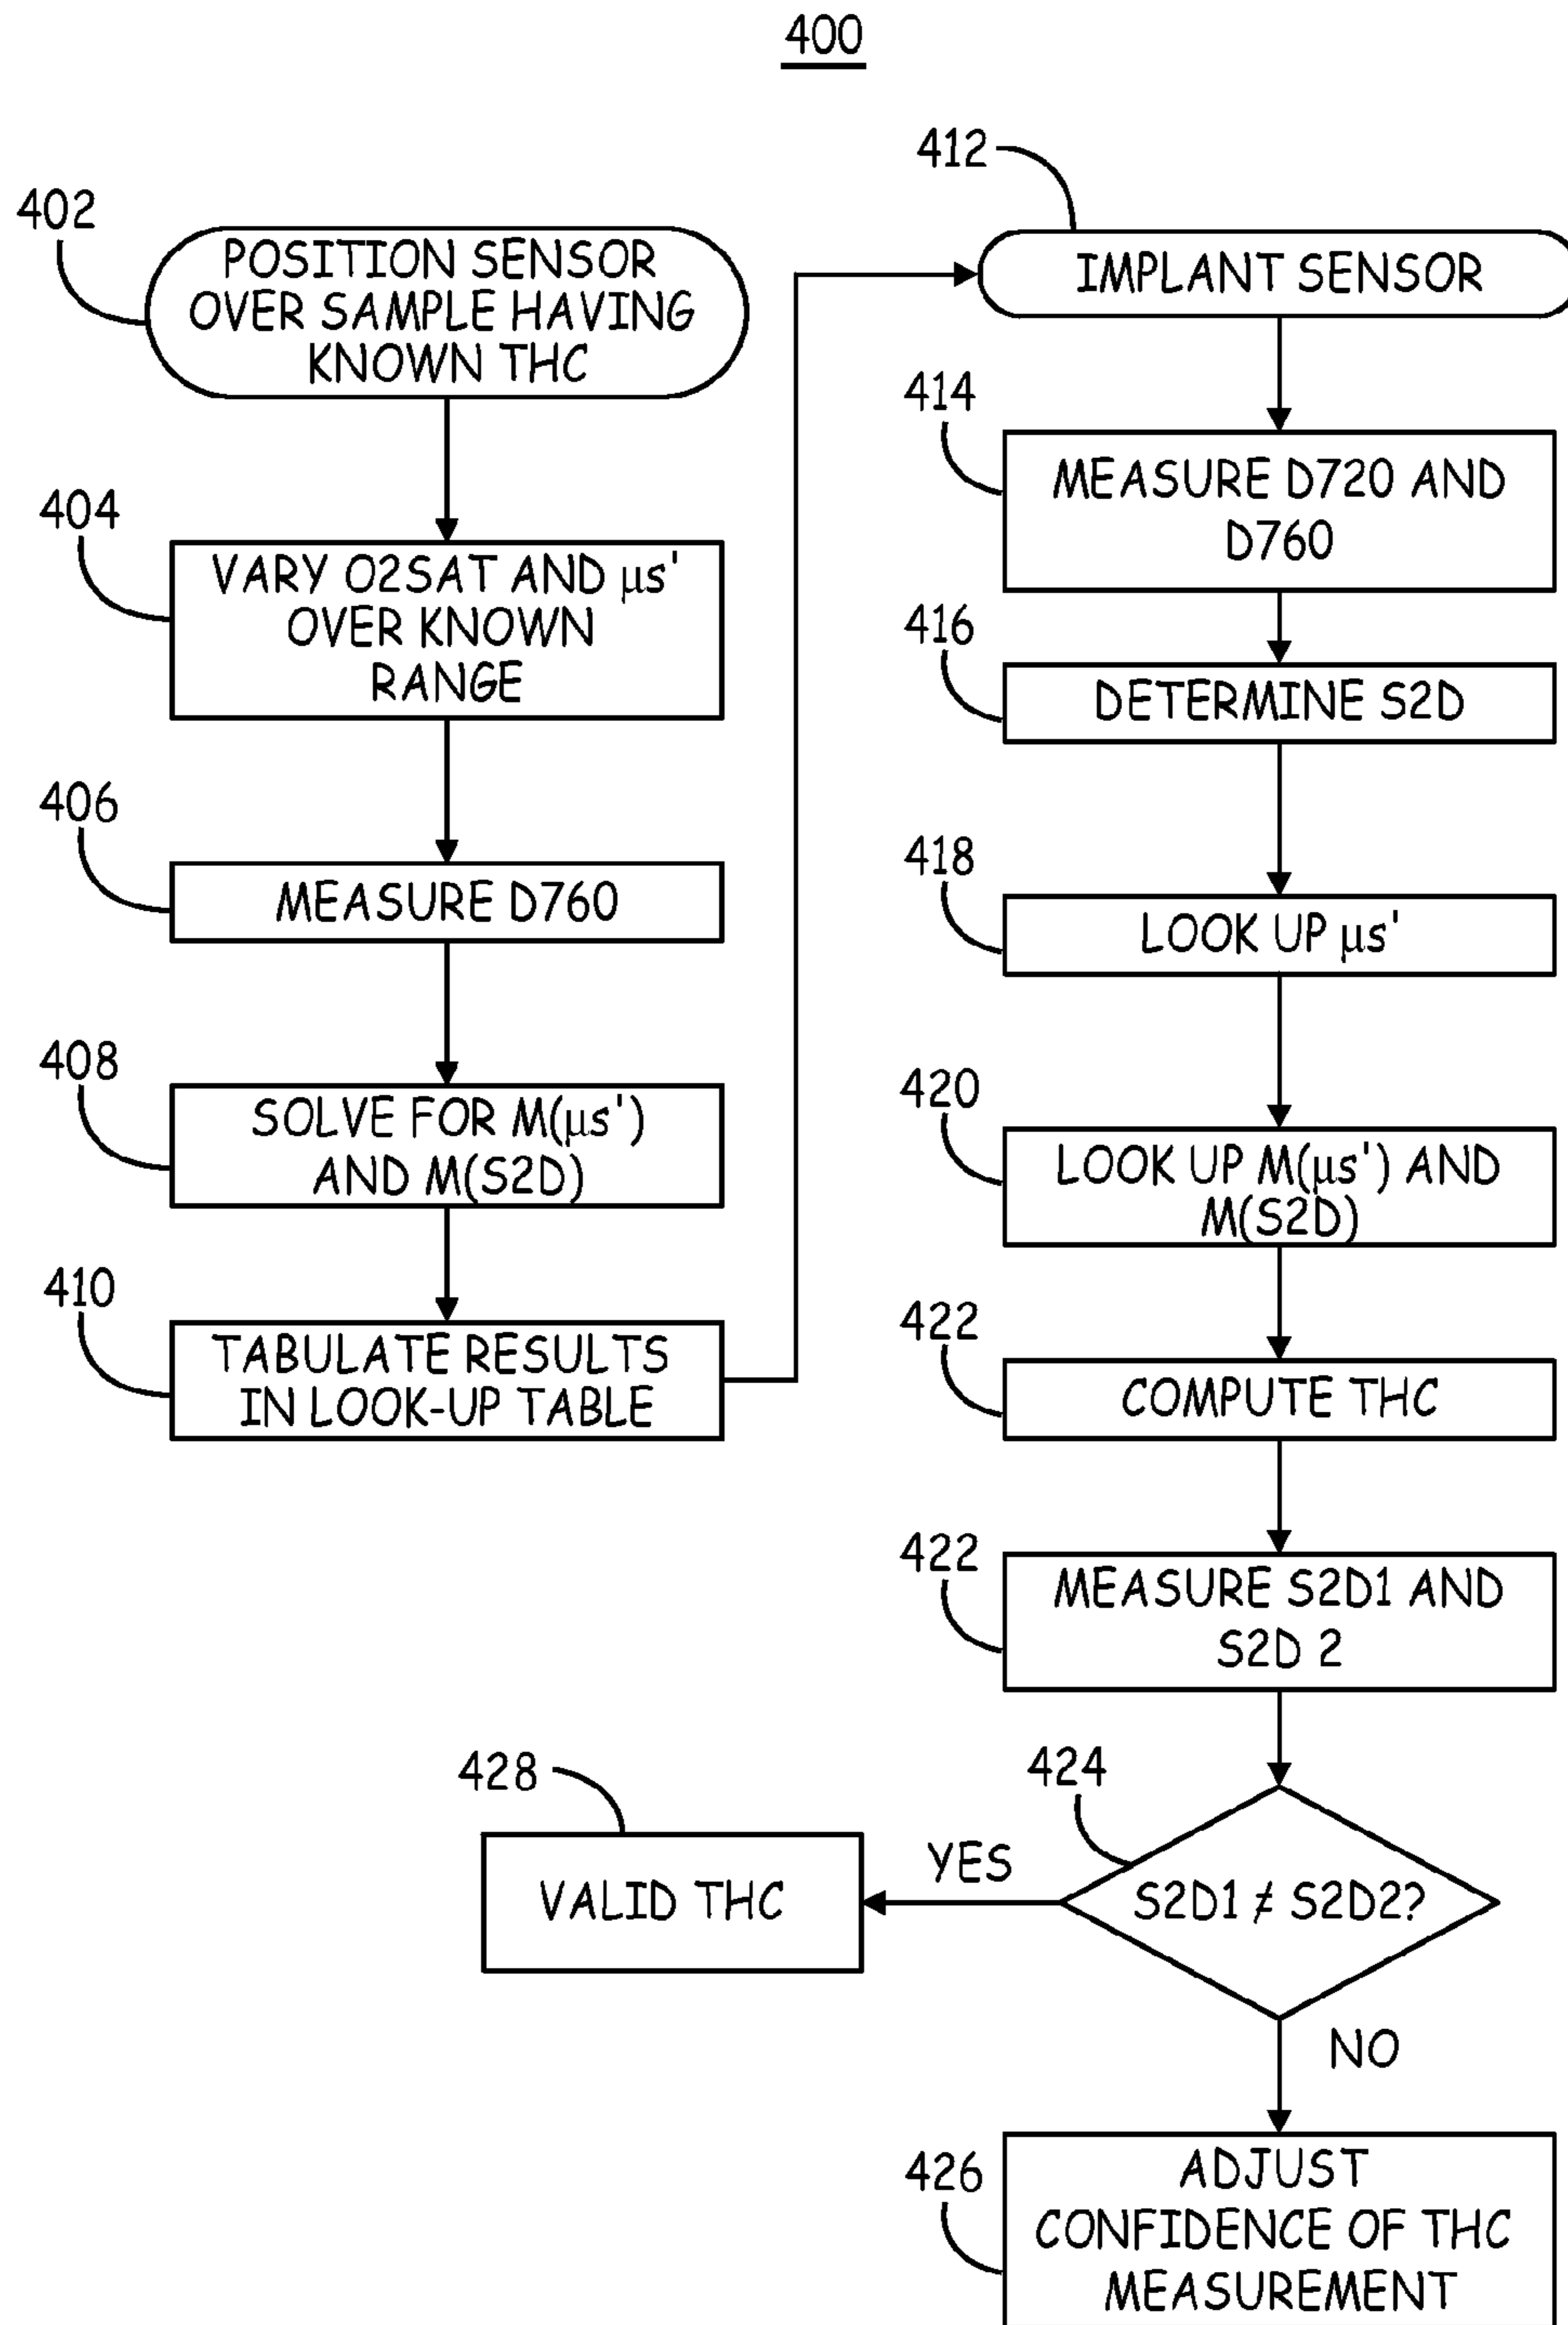 400
402
POSITION SENSOR
OVER SAMPLE HAVING
KNOWN THC
404
VARY O2SAT AND µs'
OVER KNOWN
RANGE
406
MEASURE D760
408
SOLVE FOR M(µs')
AND M(S2D)
410
TABULATE RESULTS
IN LOOK-UP TABLE
412
IMPLANT SENSOR
414
MEASURE D720 AND
D760
416
DETERMINE S2D
418
LOOK UP µs'
420
LOOK UP M(µs') AND
M(S2D)
422
COMPUTE THC
422
MEASURE S2D1 AND
S2D 2
424
S2D1 ≠ S2D2?
YES
428
VALID THC
NO
426
ADJUST
CONFIDENCE OF THC
MEASUREMENT